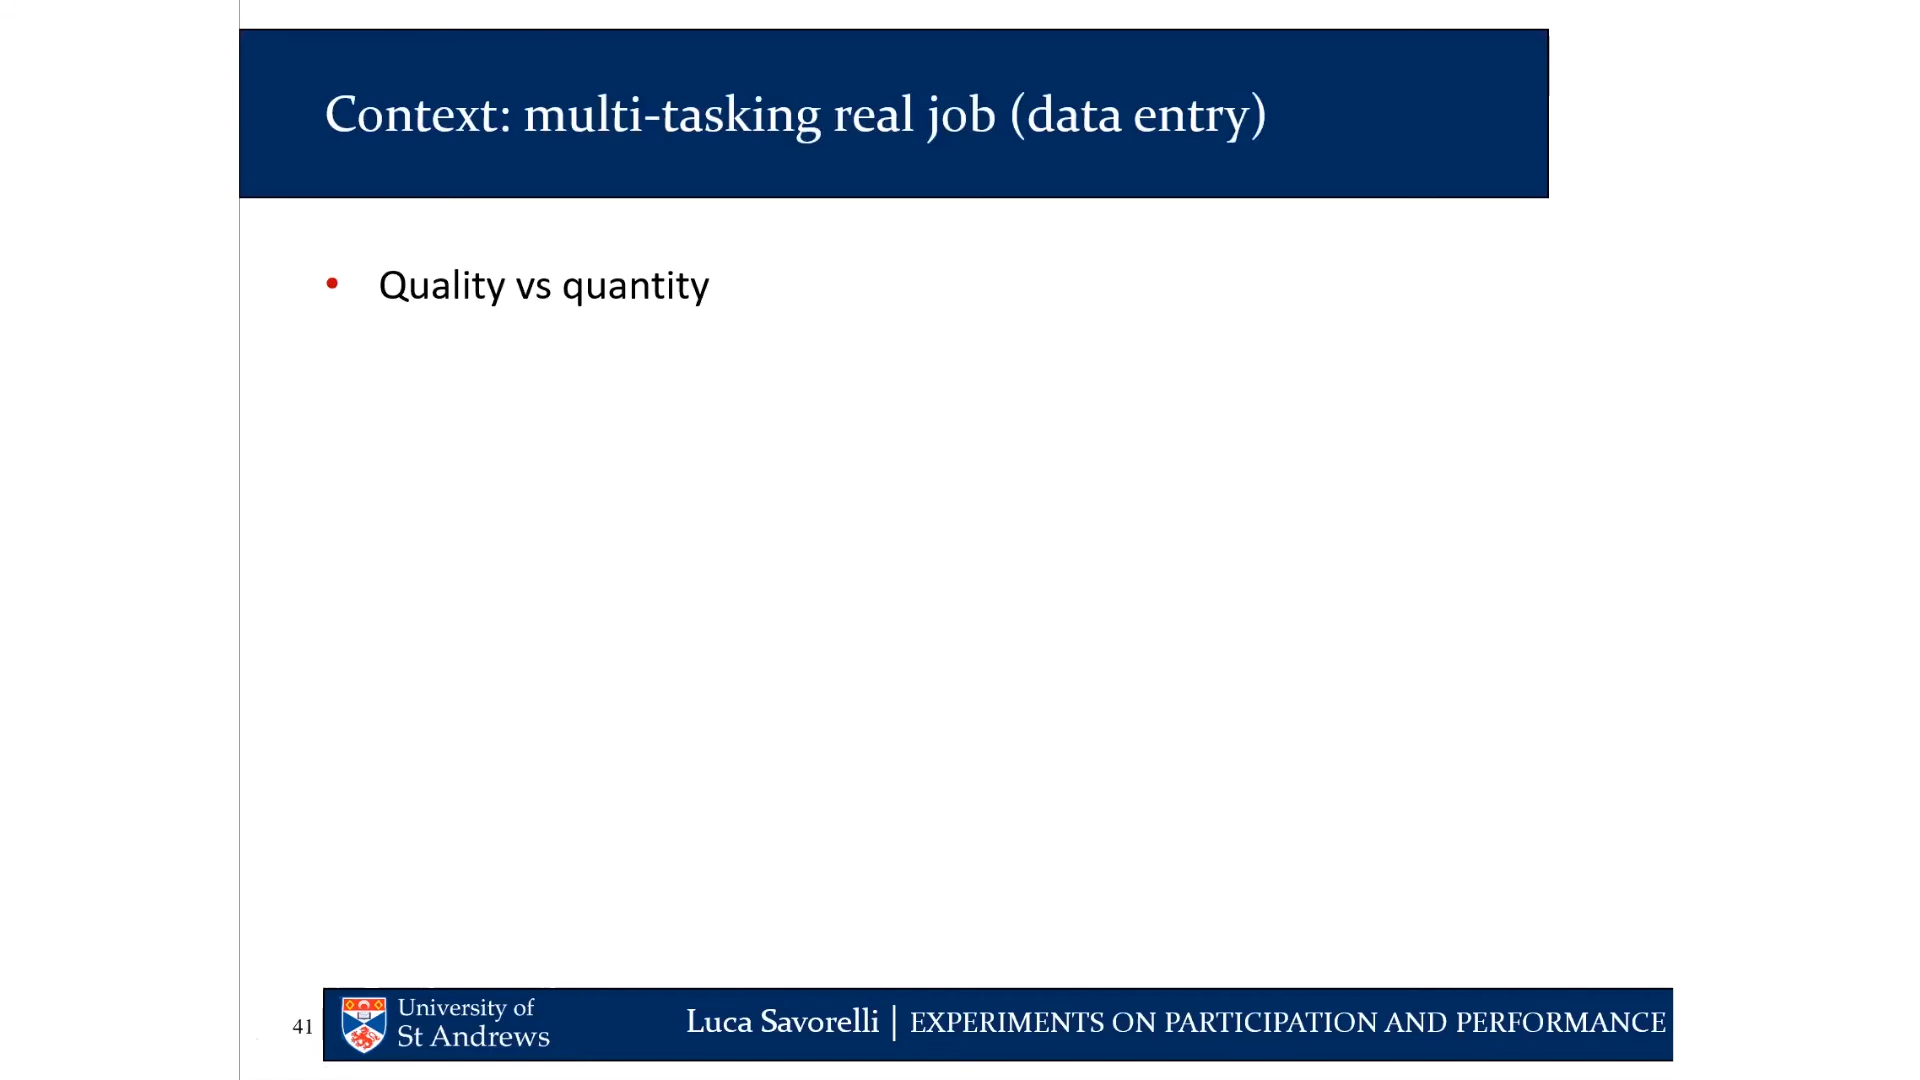 Context: multi-tasking real job (data entry)
• Quality vs quantity
41
University of
St Andrews
Luca Savorelli | EXPERIMENTS ON PARTICIPATION AND PERFORMANCE